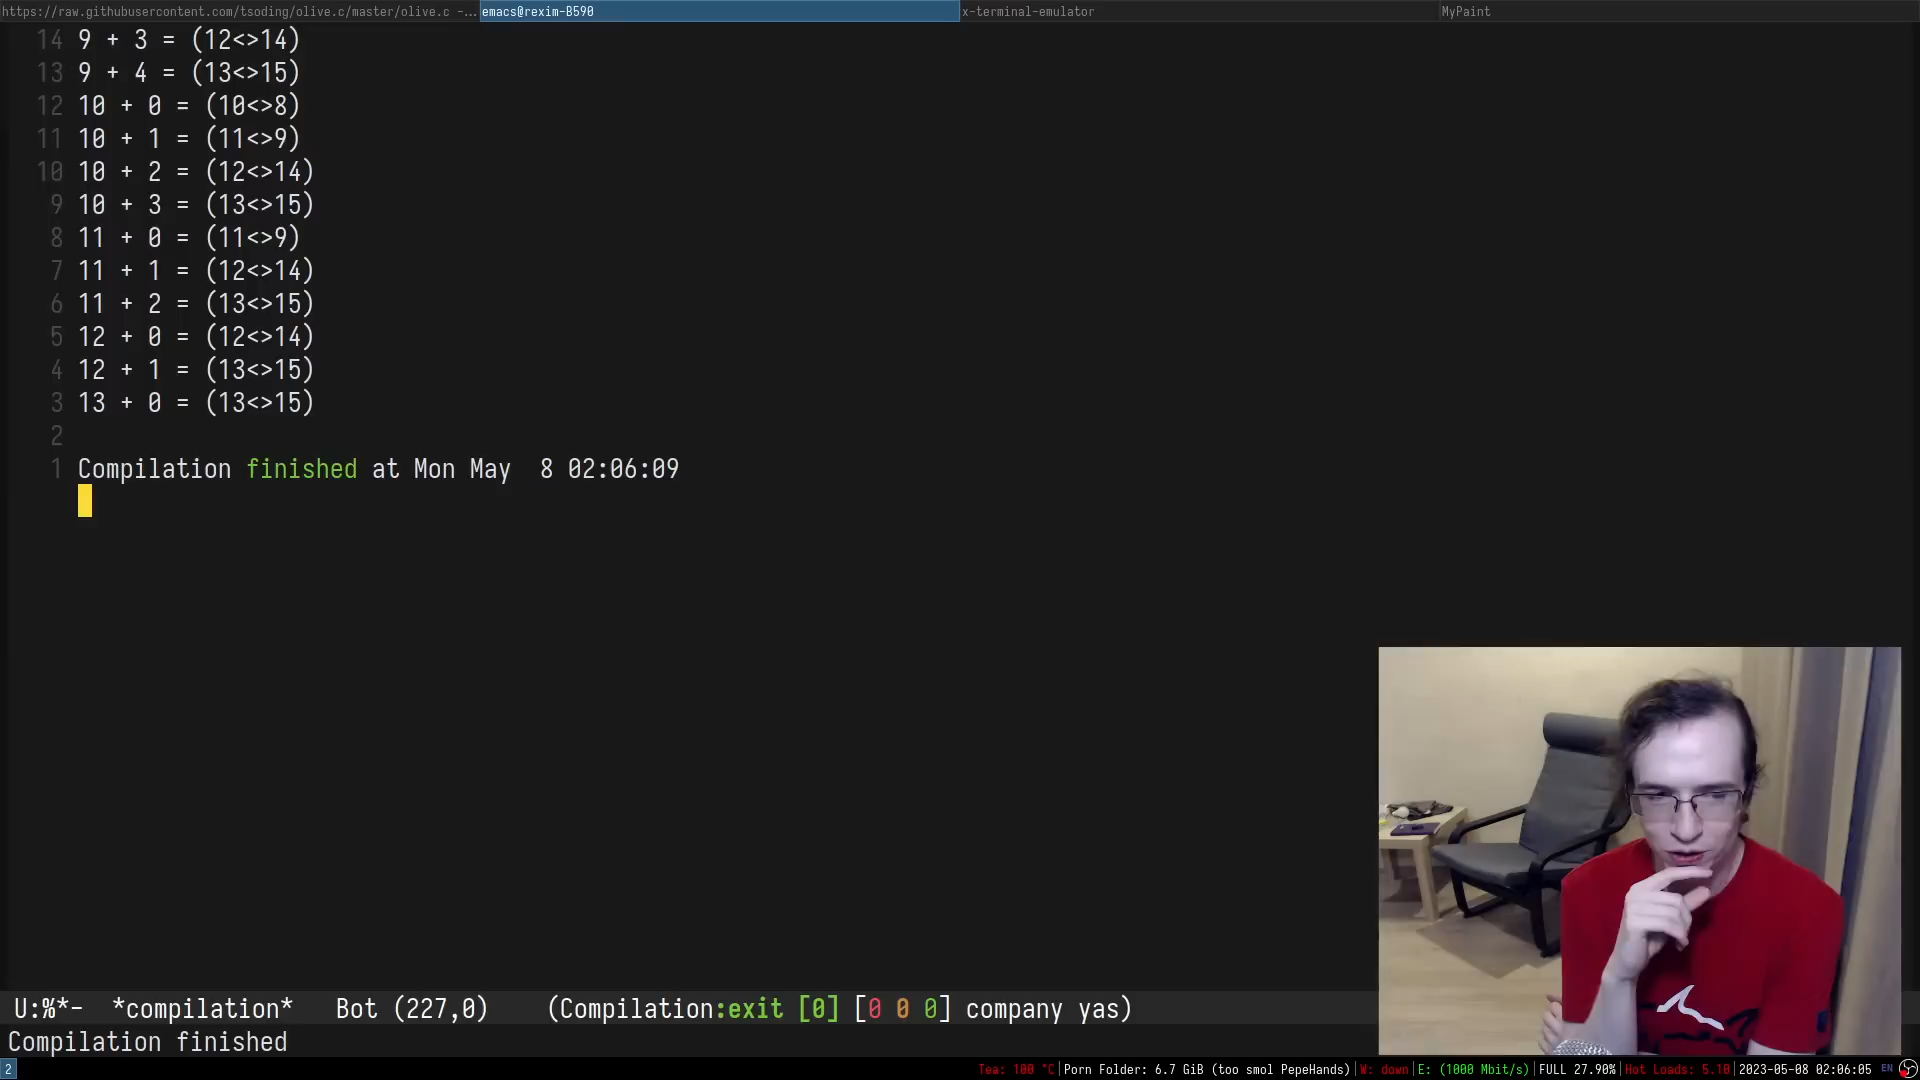 https://raw.githubusercontent.com/tsoding/olive.c/master/olive.c -... emacs@rexim-B590 x-terminal-emulator MyPaint
14 9 + 3 = (12<>14)
13 9 + 4 = (13<>15)
12 10 + 0 = (10<>8)
11 10 + 1 = (11<>9)
10 10 + 2 = (12<>14)
9 10 + 3 = (13<>15)
8 11 + 0 = (11<>9)
7 11 + 1 = (12<>14)
6 11 + 2 = (13<>15)
5 12 + 0 = (12<>14)
4 12 + 1 = (13<>15)
3 13 + 0 = (13<>15)
2
1 Compilation finished at Mon May  8 02:06:09
U:%*-  *compilation*   Bot (227,0)    (Compilation:exit [0] [0 0 0] company yas)
Compilation finished
2 Tea: 100 °C|Porn Folder: 6.7 GiB (too smol PepeHands)|W: down|E: (1000 Mbit/s)|FULL 27.90%|Hot Loads: 5.10|2023-05-08 02:06:05 EN